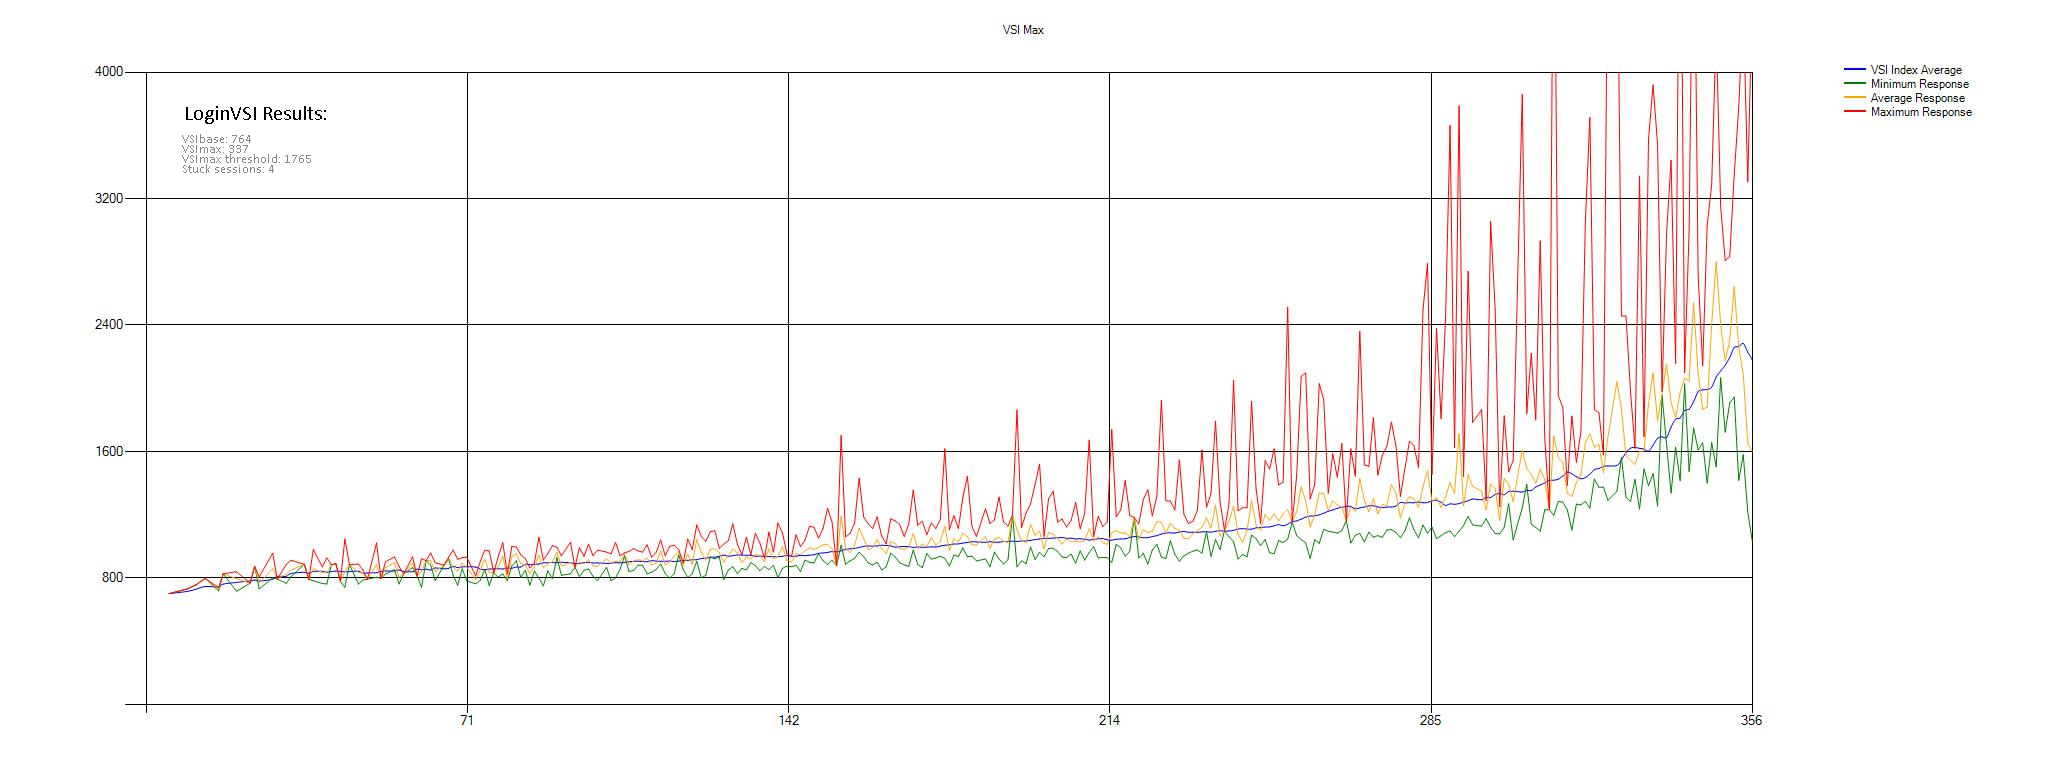 VSI Max
4000
3200
2400
1600
800
71
142
214
285
356
LoginVSI Results:
VSIbase: 764
VSImax: 337
VSImax threshold: 1765
Stuck sessions: 4
VSI Index Average
Minimum Response
Average Response
Maximum Response